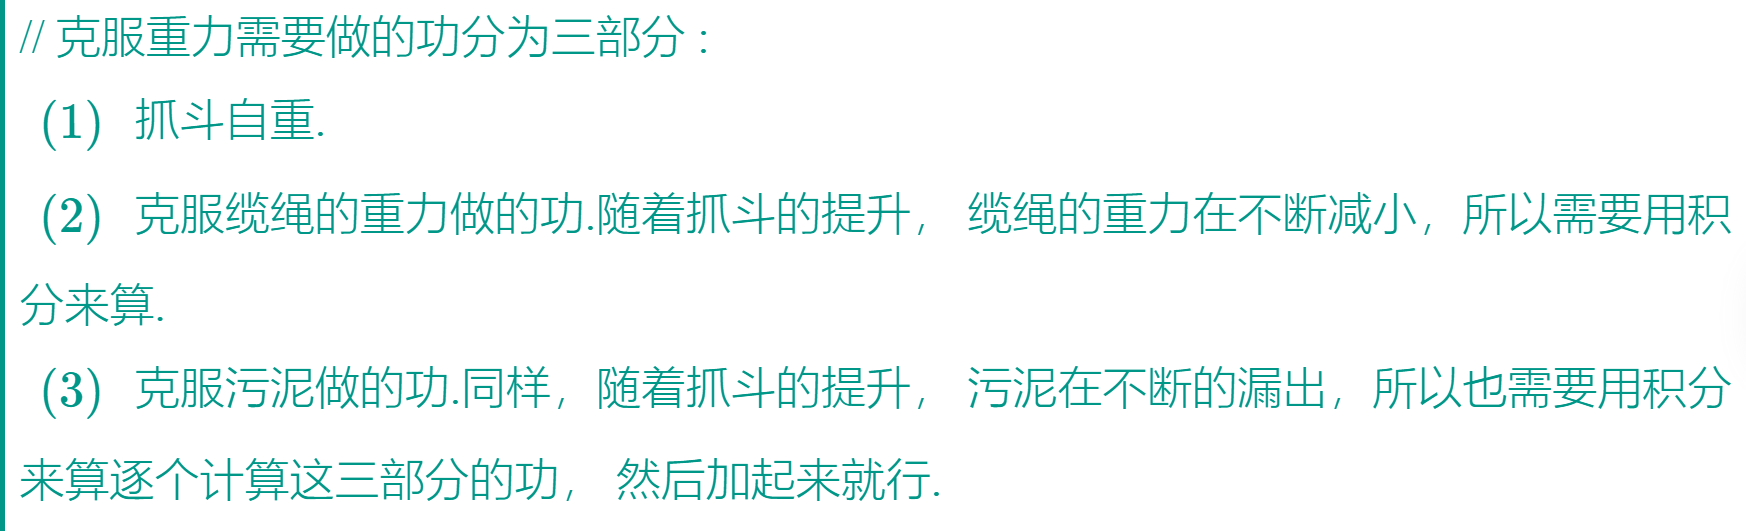 // 克服重力需要做的功分为三部分 :
(1) 抓斗自重.
(2) 克服缆绳的重力做的功.随着抓斗的提升， 缆绳的重力在不断减小，所以需要用积
分来算.
(3) 克服污泥做的功.同样，随着抓斗的提升， 污泥在不断的漏出，所以也需要用积分
来算逐个计算这三部分的功， 然后加起来就行.